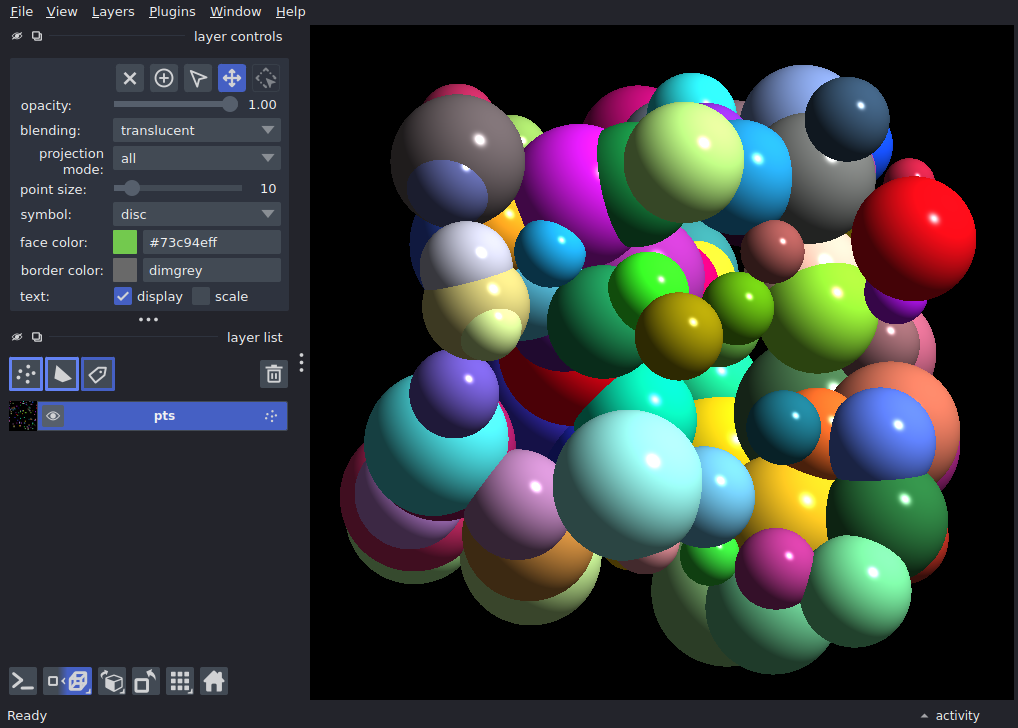 File View Layers Plugins Window Help
layer controls
opacity: 1.00
blending: translucent
projection mode: all
point size: 10
symbol: disc
face color: #73c94eff
border color: dimgrey
text: display scale
layer list
pts
Ready activity